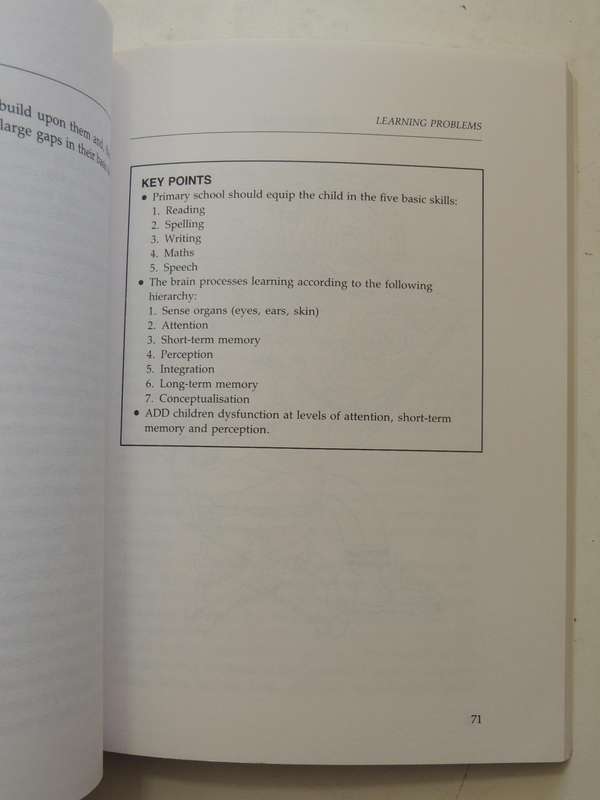 build upon them and,
large gaps in their basic
LEARNING PROBLEMS
KEY POINTS
• Primary school should equip the child in the five basic skills:
1. Reading
2. Spelling
3. Writing
4. Maths
5. Speech
• The brain processes learning according to the following
hierarchy:
1. Sense organs (eyes, ears, skin)
2. Attention
3. Short-term memory
4. Perception
5. Integration
6. Long-term memory
7. Conceptualisation
• ADD children dysfunction at levels of attention, short-term
memory and perception.
71